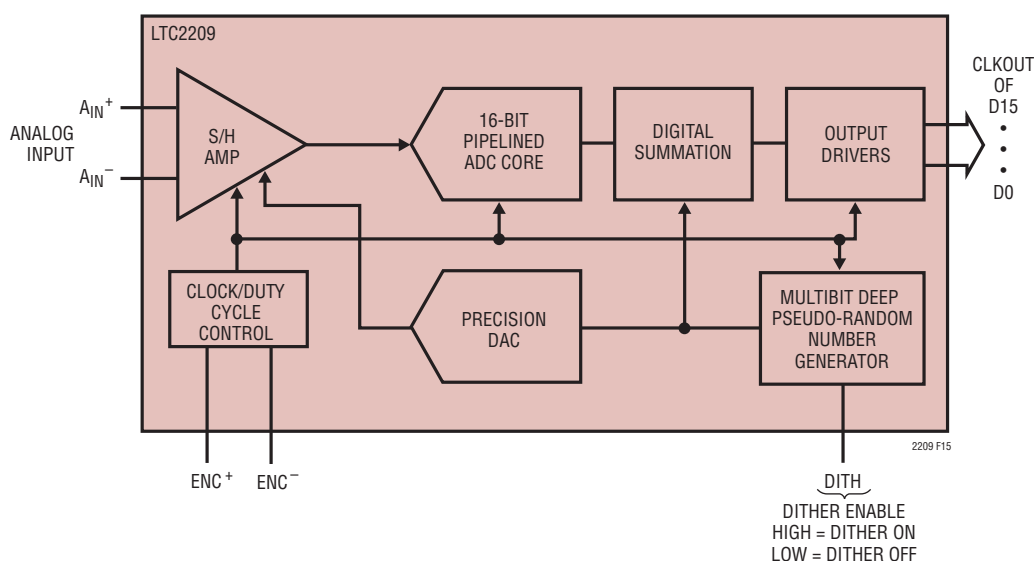 LTC2209
AIN+
ANALOG
INPUT
AIN−
S/H
AMP
16-BIT
PIPELINED
ADC CORE
DIGITAL
SUMMATION
OUTPUT
DRIVERS
CLKOUT
OF
D15
•
•
•
D0
CLOCK/DUTY
CYCLE
CONTROL
PRECISION
DAC
MULTIBIT DEEP
PSEUDO-RANDOM
NUMBER
GENERATOR
2209 F15
ENC+
ENC−
DITH
DITHER ENABLE
HIGH = DITHER ON
LOW = DITHER OFF